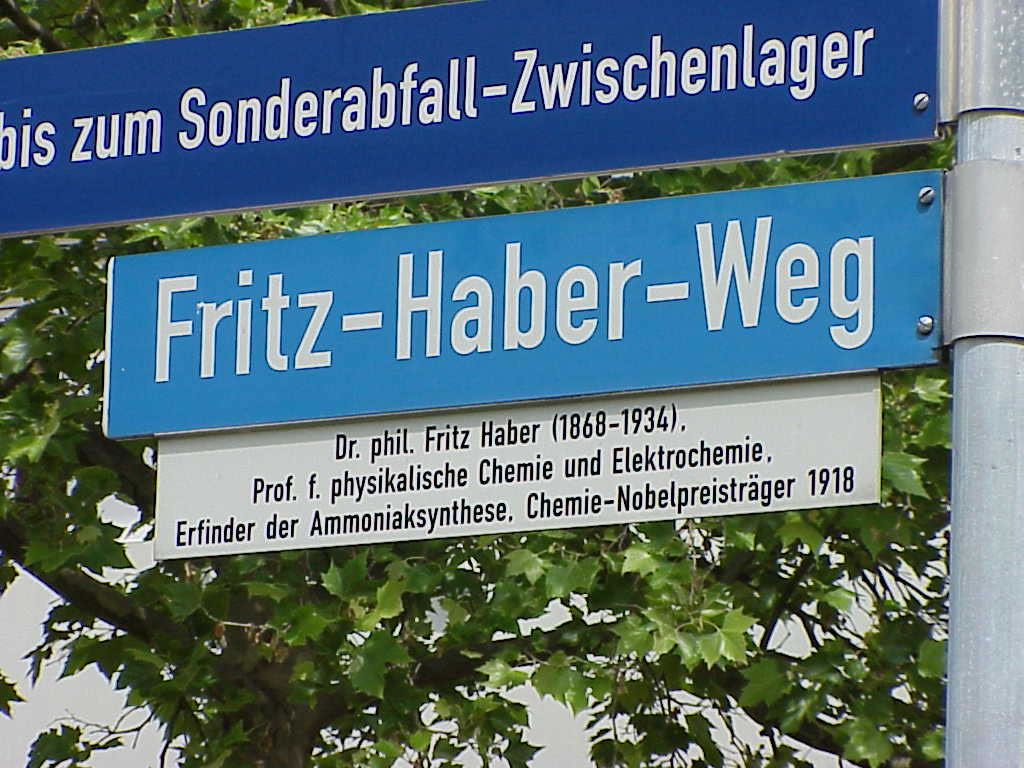 bis zum Sonderabfall-Zwischenlager
Fritz-Haber-Weg
Dr. phil. Fritz Haber (1868-1934),
Prof. f. physikalische Chemie und Elektrochemie,
Erfinder der Ammoniaksynthese, Chemie-Nobelpreisträger 1918